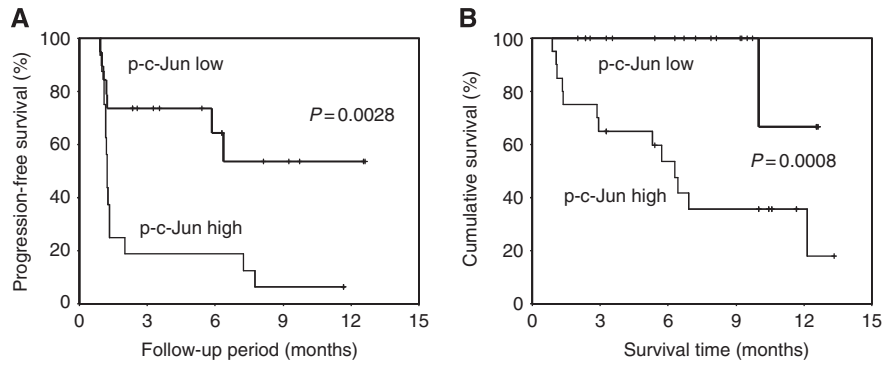 A
Progression-free survival (%)
100
80
60
40
20
0
p-c-Jun low
P = 0.0028
p-c-Jun high
0 3 6 9 12 15
Follow-up period (months)
B
Cumulative survival (%)
100
80
60
40
20
0
p-c-Jun low
P = 0.0008
p-c-Jun high
0 3 6 9 12 15
Survival time (months)